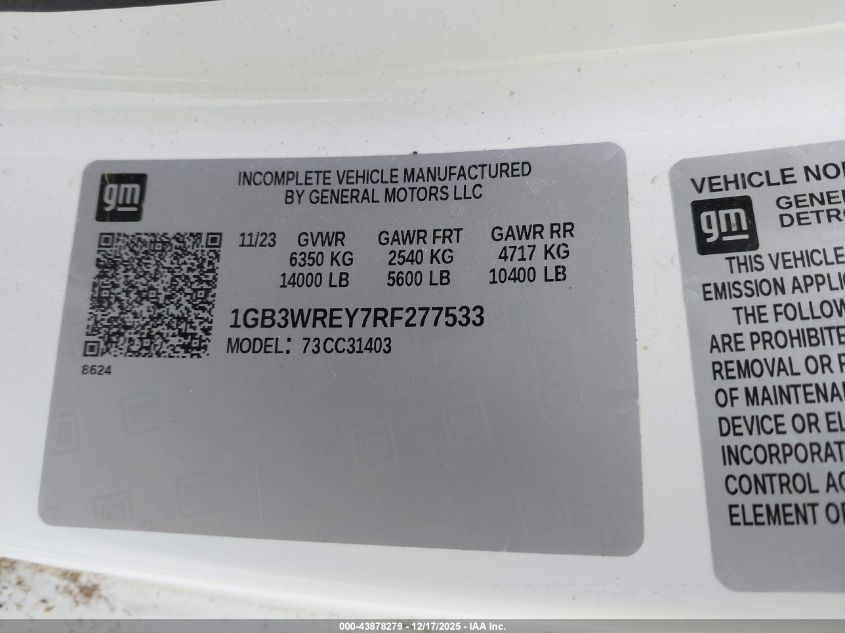 gm
INCOMPLETE VEHICLE MANUFACTURED
BY GENERAL MOTORS LLC
11/23 GVWR GAWR FRT GAWR RR
6350 KG 2540 KG 4717 KG
14000 LB 5600 LB 10400 LB
1GB3WREY7RF277533
MODEL: 73CC31403
8624
VEHICLE
gm
DETRO
THIS VEHICLE
EMISSION APPLI
THE FOLLOW
ARE PROHIBITE
REMOVAL OR
OF MAINTENA
DEVICE OR EL
INCORPORAT
CONTROL AC
ELEMENT
000-43878279 - 12/17/2025 - IAA Inc.